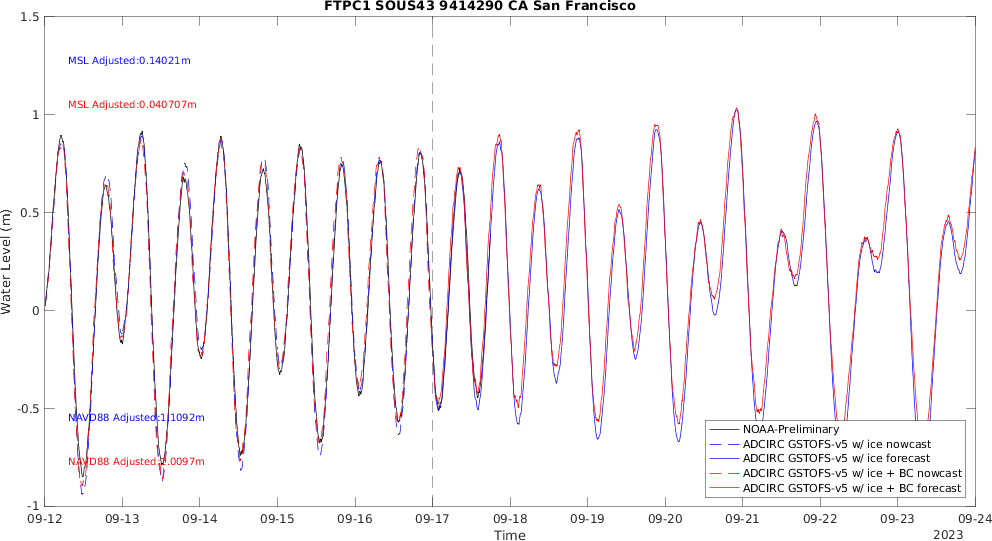 FTPC1 SOUS43 9414290 CA San Francisco
1.5
MSL Adjusted:0.14021m
MSL Adjusted:0.040707m
1
0.5
Water Level (m)
0
-0.5
NAVD88 Adjusted:1.1092m
NAVD88 Adjusted:1.0097m
-1
NOAA-Preliminary
ADCIRC GSTOFS-v5 w/ ice nowcast
ADCIRC GSTOFS-v5 w/ ice forecast
ADCIRC GSTOFS-v5 w/ ice + BC nowcast
ADCIRC GSTOFS-v5 w/ ice + BC forecast
09-12 09-13 09-14 09-15 09-16 09-17 09-18 09-19 09-20 09-21 09-22 09-23 09-24
Time
2023